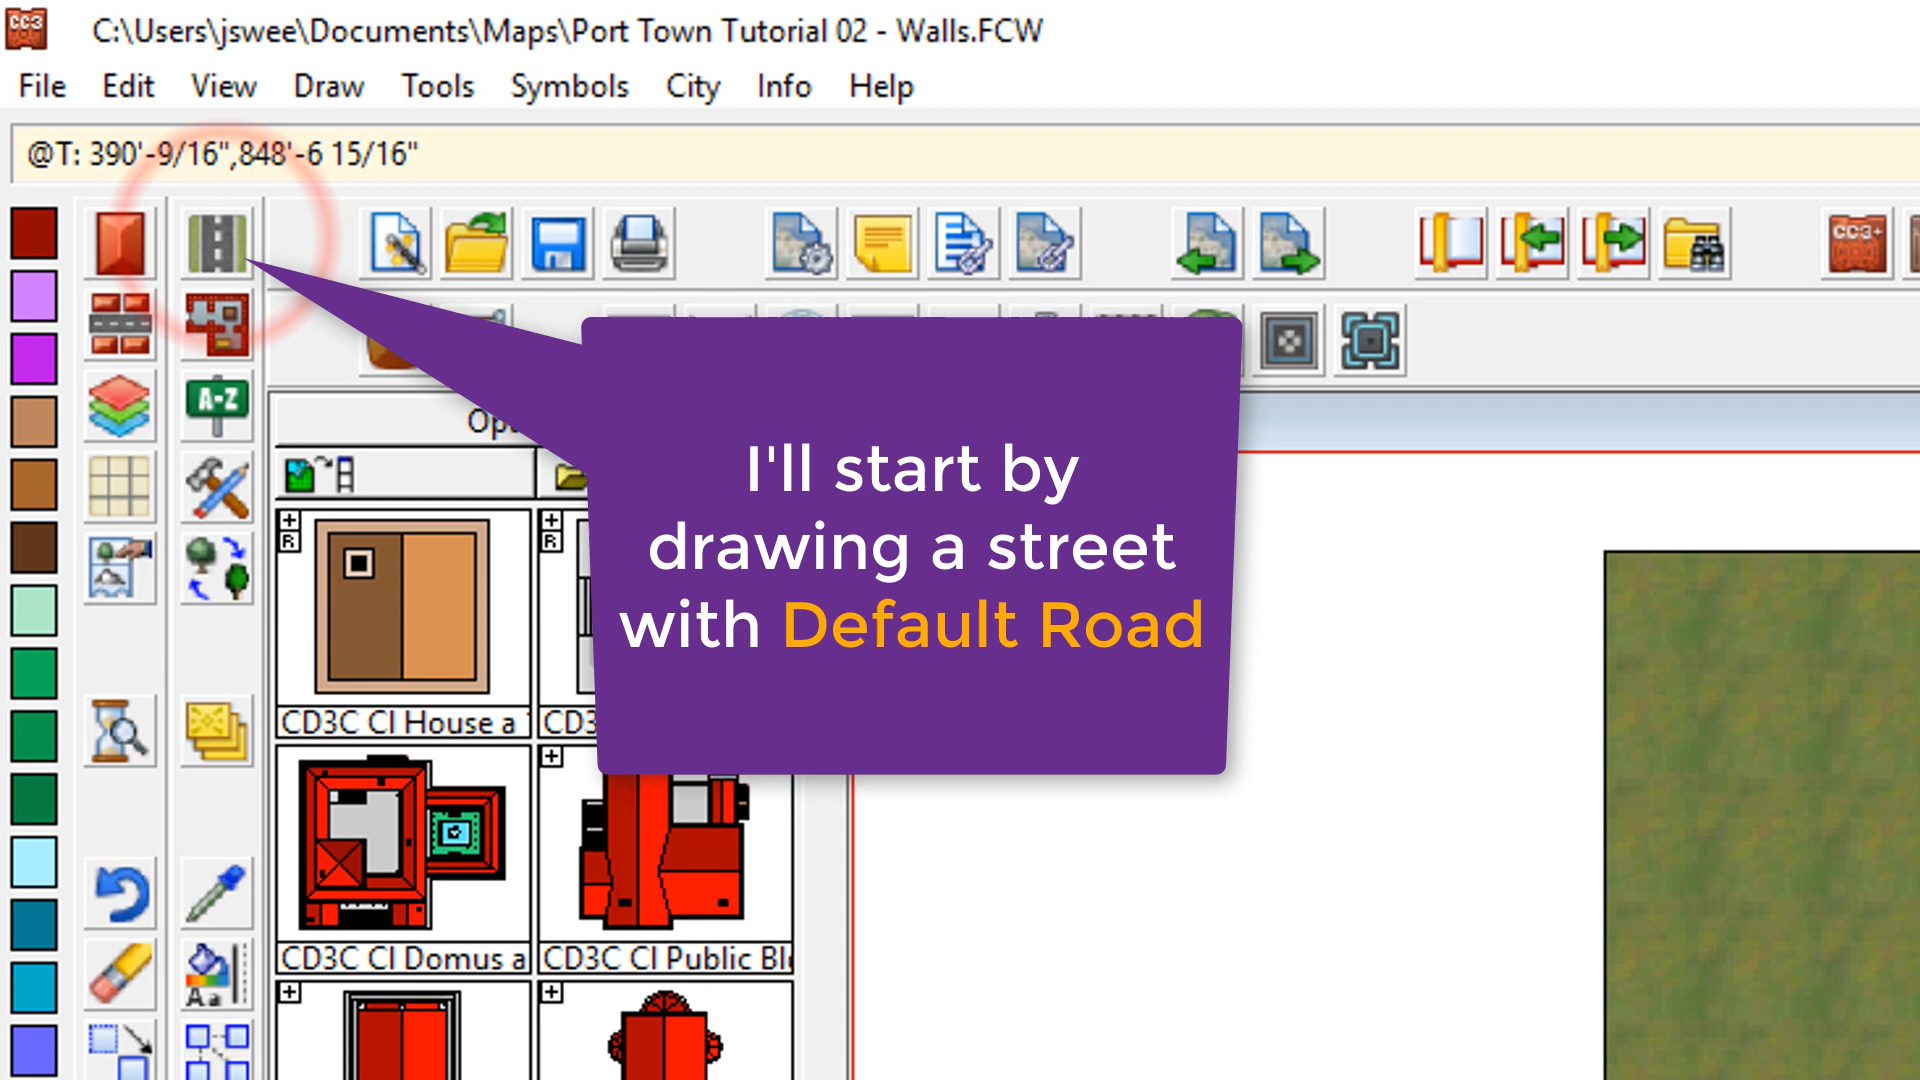 C:\Users\jswee\Documents\Maps\Port Town Tutorial 02 - Walls.FCW
File Edit View Draw Tools Symbols City Info Help
@T: 390'-9/16",848'-6 15/16"
CC3+
A-Z
I'll start by
drawing a street
with Default Road
R
R
CD3C CI House a
CD3C CI Domus a
CD3C CI Public
Aa